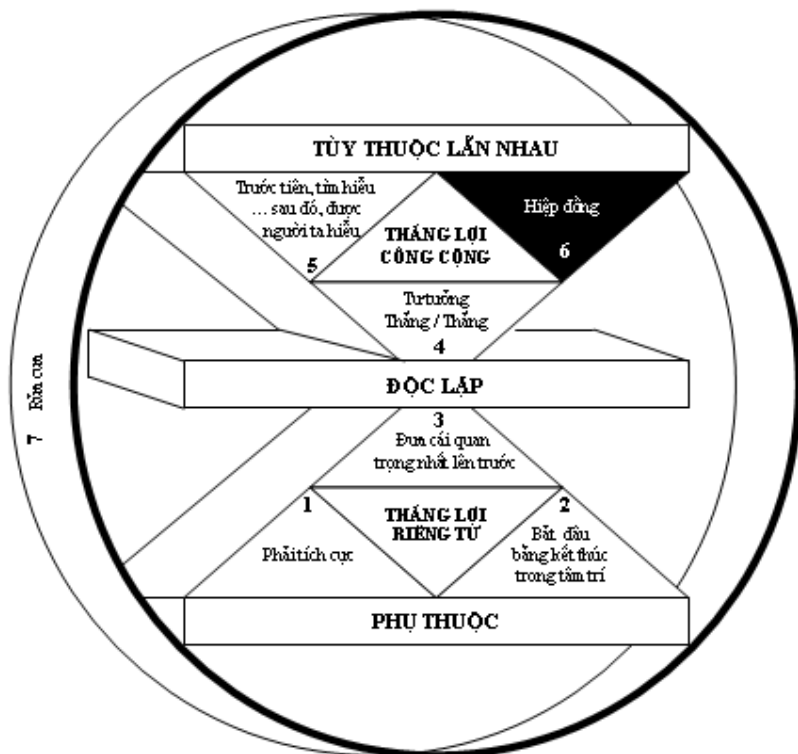 TÙY THUỘC LẪN NHAU
Trước tiên, tìm hiểu
... sau đó, được
người ta hiểu
5
THẮNG LỢI
CÔNG CỘNG
Hiệp đồng
6
Tư tưởng
Thắng / Thắng
4
ĐỘC LẬP
3
Đưa cái quan
trọng nhất lên trước
1
Phải tích cực
THẮNG LỢI
RIÊNG TƯ
2
Bắt đầu
bằng kết thúc
trong tâm trí
PHỤ THUỘC
7 Rũa cưa